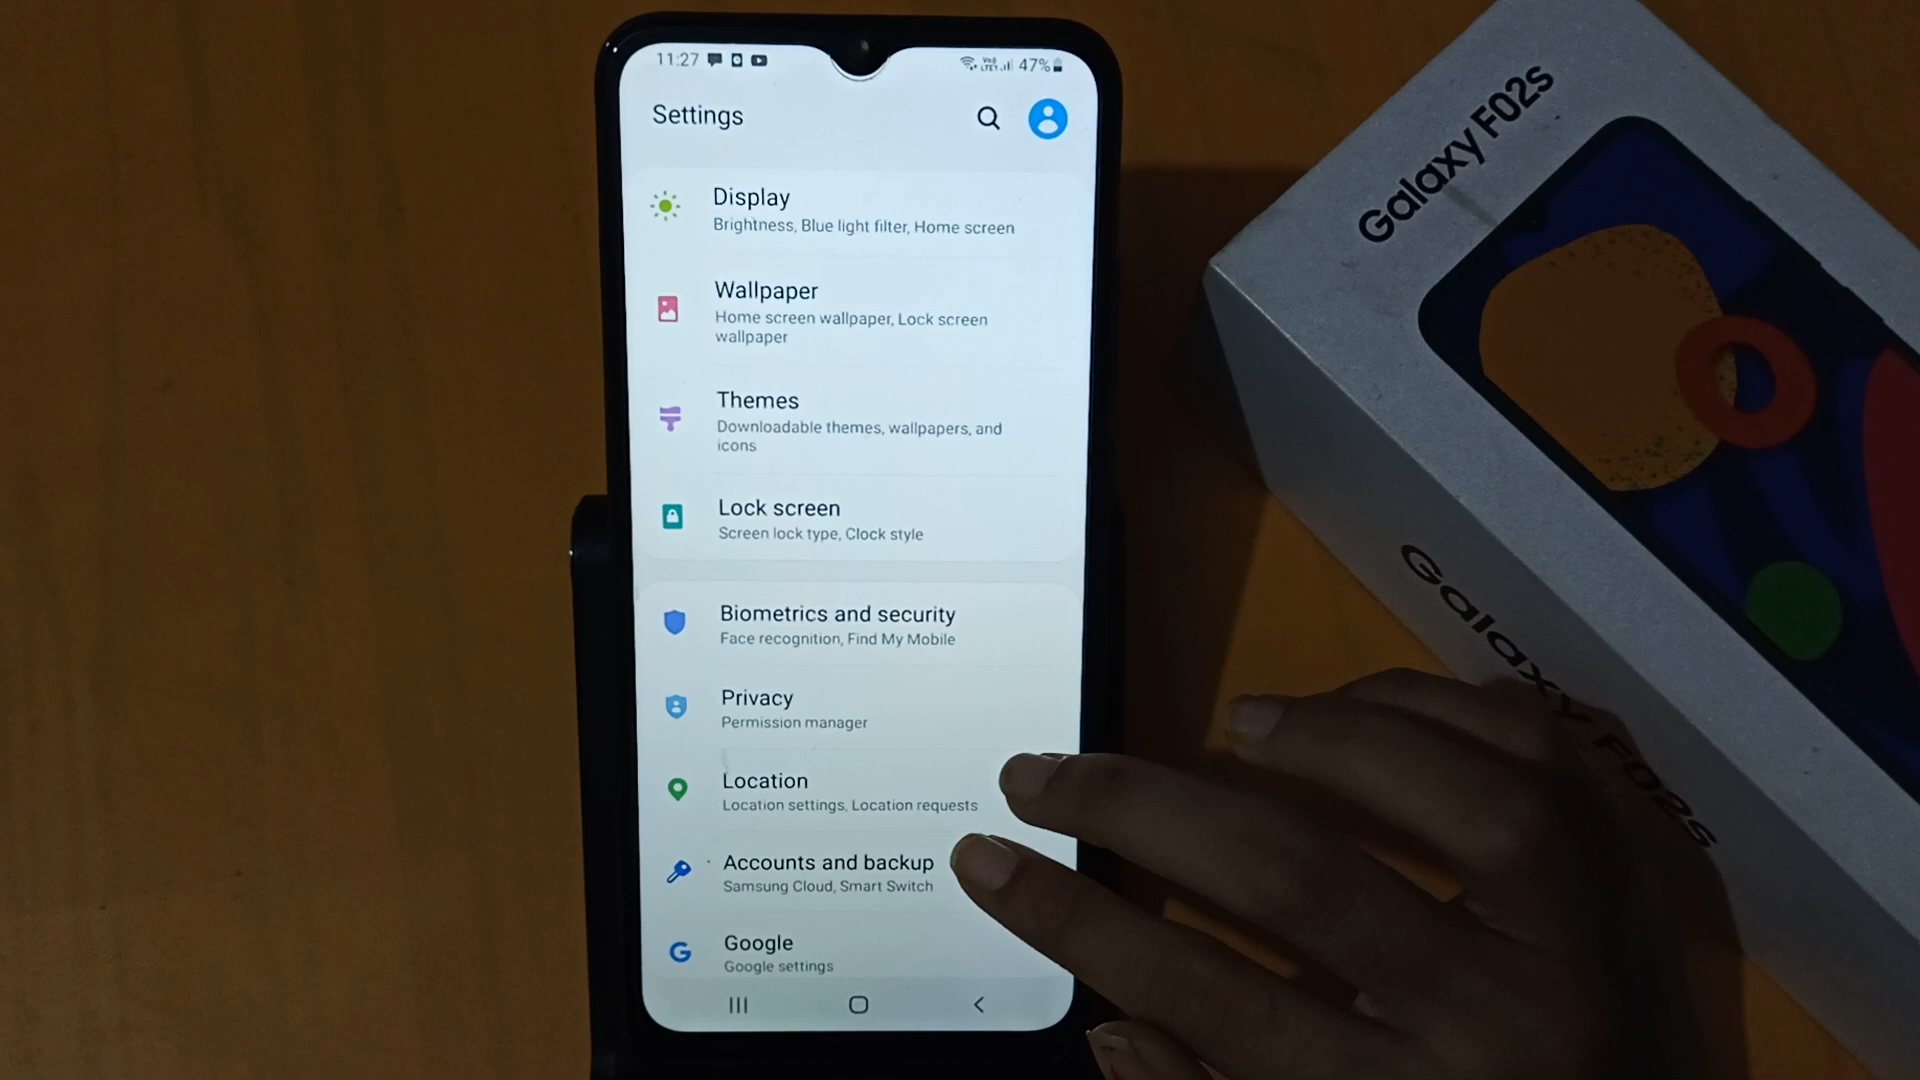 11:27
47%
Settings
Display
Brightness, Blue light filter, Home screen
Wallpaper
Home screen wallpaper, Lock screen
wallpaper
Themes
Downloadable themes, wallpapers, and
icons
Lock screen
Screen lock type, Clock style
Biometrics and security
Face recognition, Find My Mobile
Privacy
Permission manager
Location
Location settings, Location requests
Accounts and backup
Samsung Cloud, Smart Switch
Google
Google settings
Galaxy F02s
Galaxy F02s